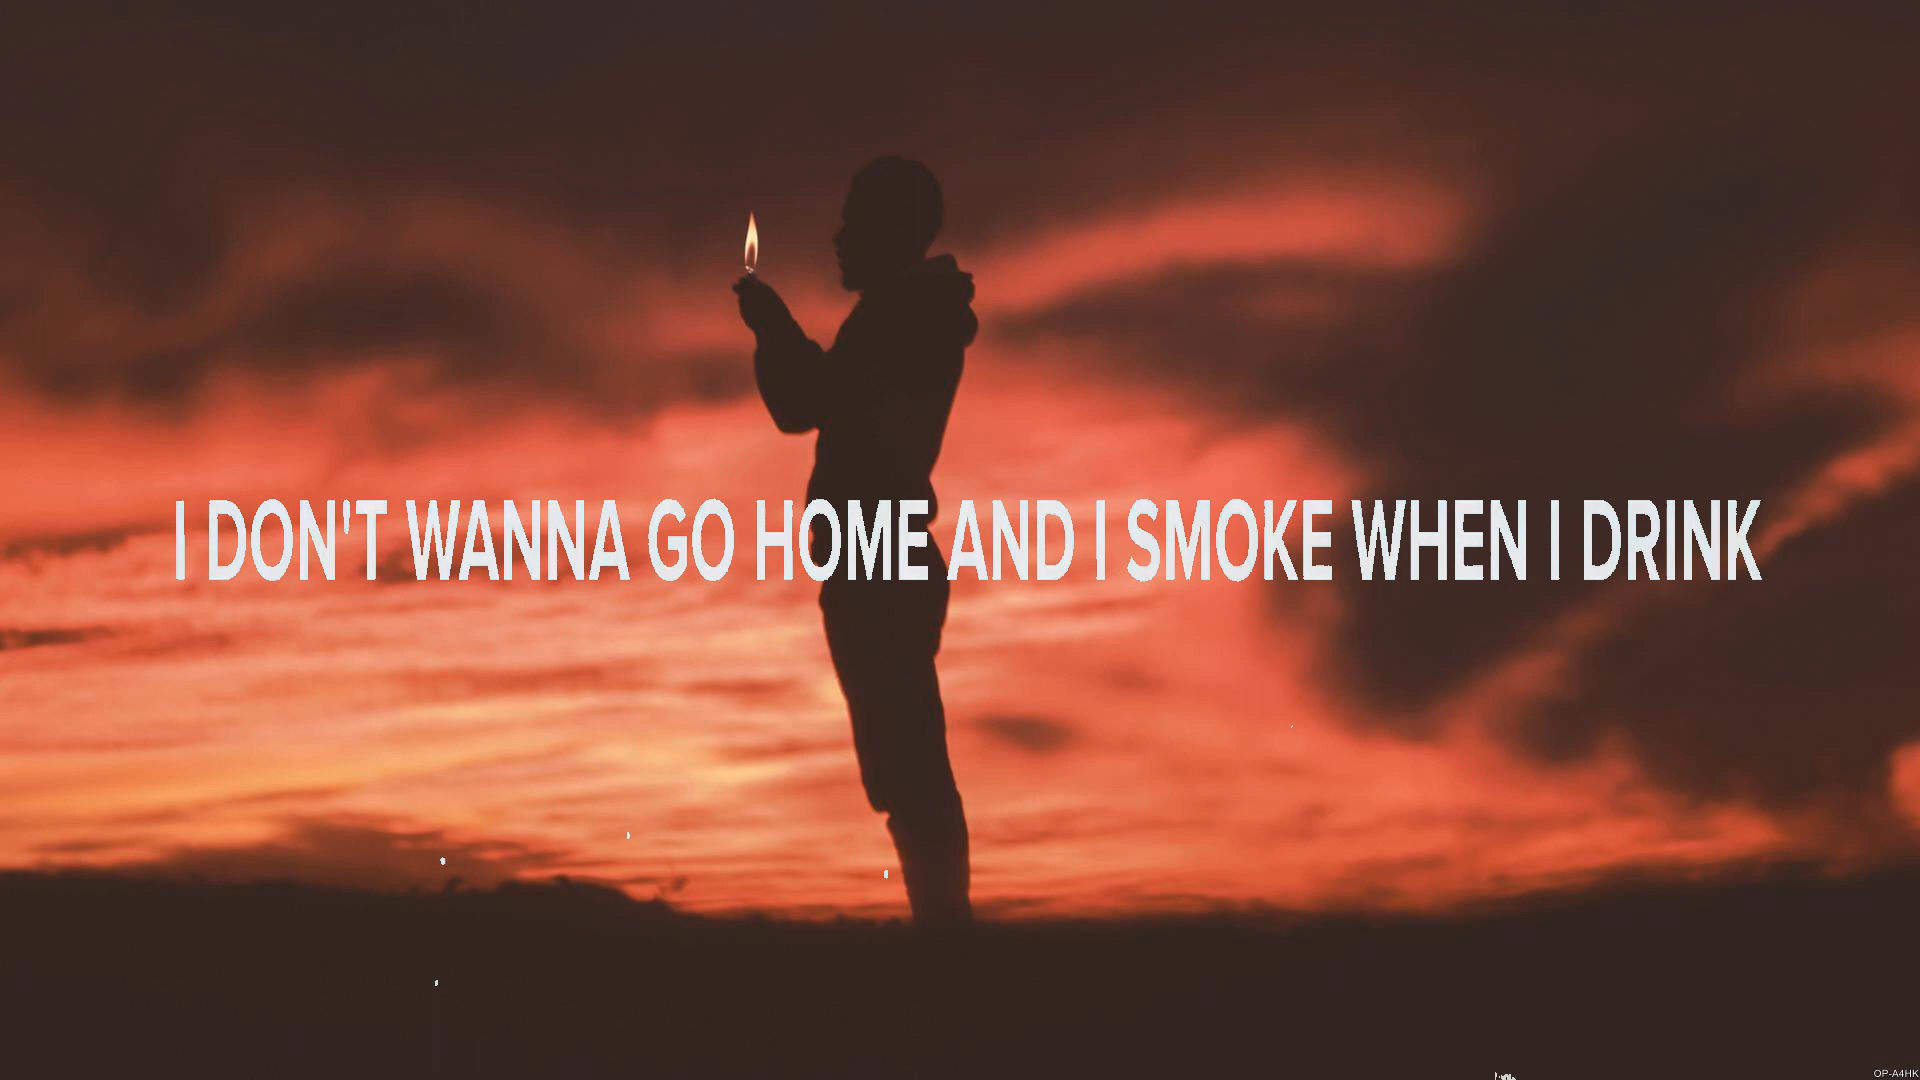 I DON'T WANNA GO HOME AND I SMOKE WHEN I DRINK
OP-A4HK